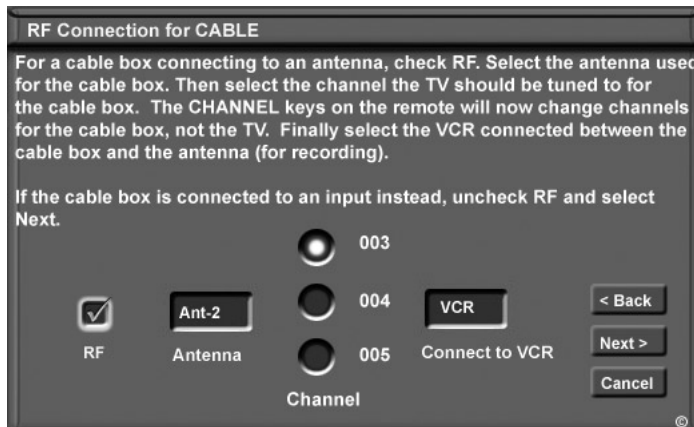 RF Connection for CABLE
For a cable box connecting to an antenna, check RF. Select the antenna used
for the cable box. Then select the channel the TV should be tuned to for
the cable box. The CHANNEL keys on the remote will now change channels
for the cable box, not the TV. Finally select the VCR connected between the
cable box and the antenna (for recording).
If the cable box is connected to an input instead, uncheck RF and select
Next.
003
Ant-2
004
VCR
< Back
RF
Antenna
005
Connect to VCR
Next >
Channel
Cancel
©